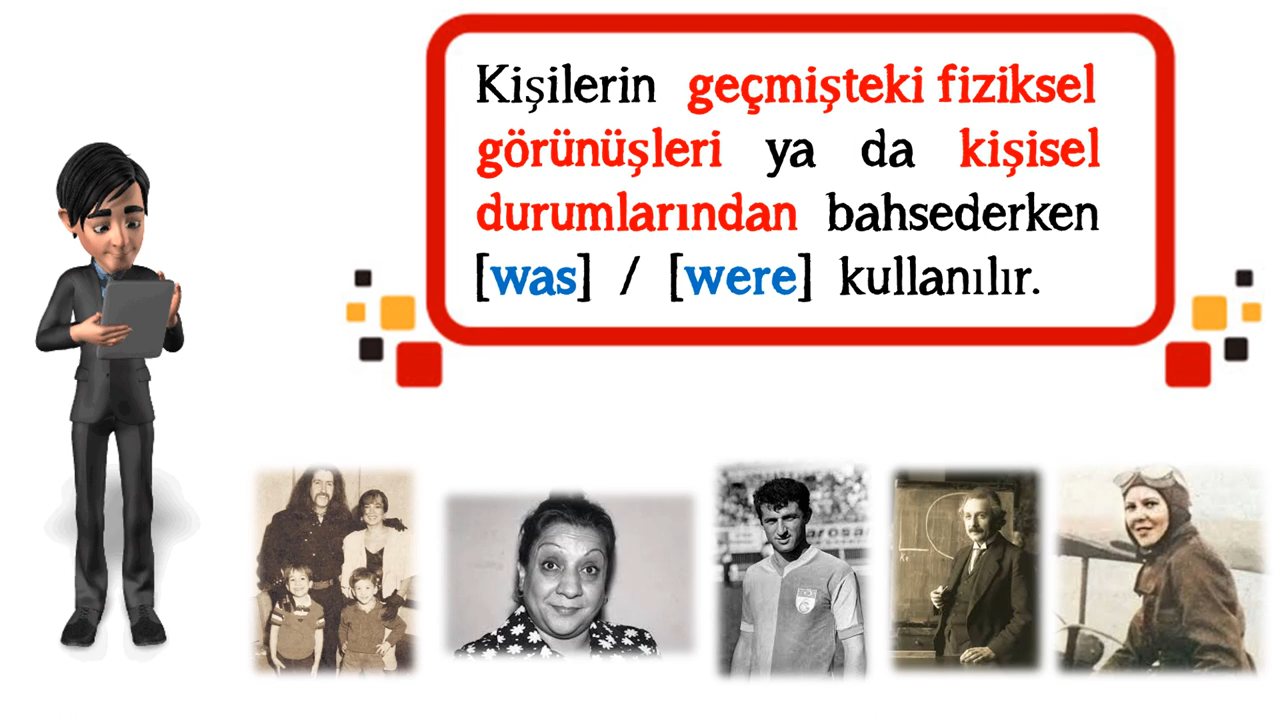 Kişilerin geçmişteki fiziksel
görünüşleri ya da kişisel
durumlarından bahsederken
[was] / [were] kullanılır.